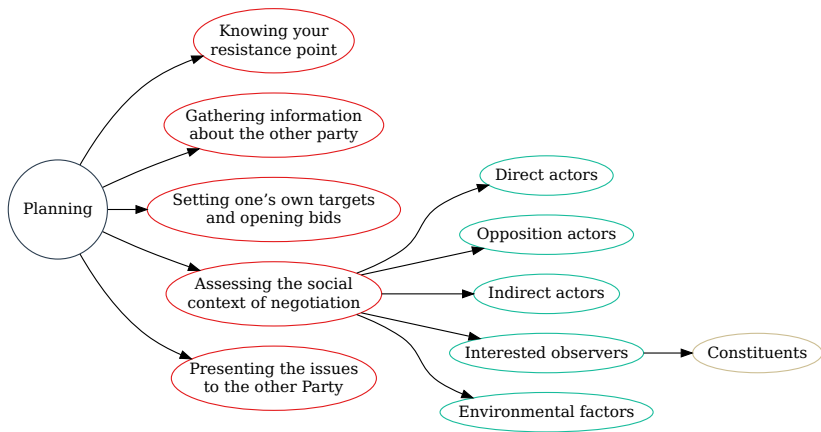 Planning
Knowing your
resistance point
Gathering information
about the other party
Setting one’s own targets
and opening bids
Assessing the social
context of negotiation
Presenting the issues
to the other Party
Direct actors
Opposition actors
Indirect actors
Interested observers
Environmental factors
Constituents